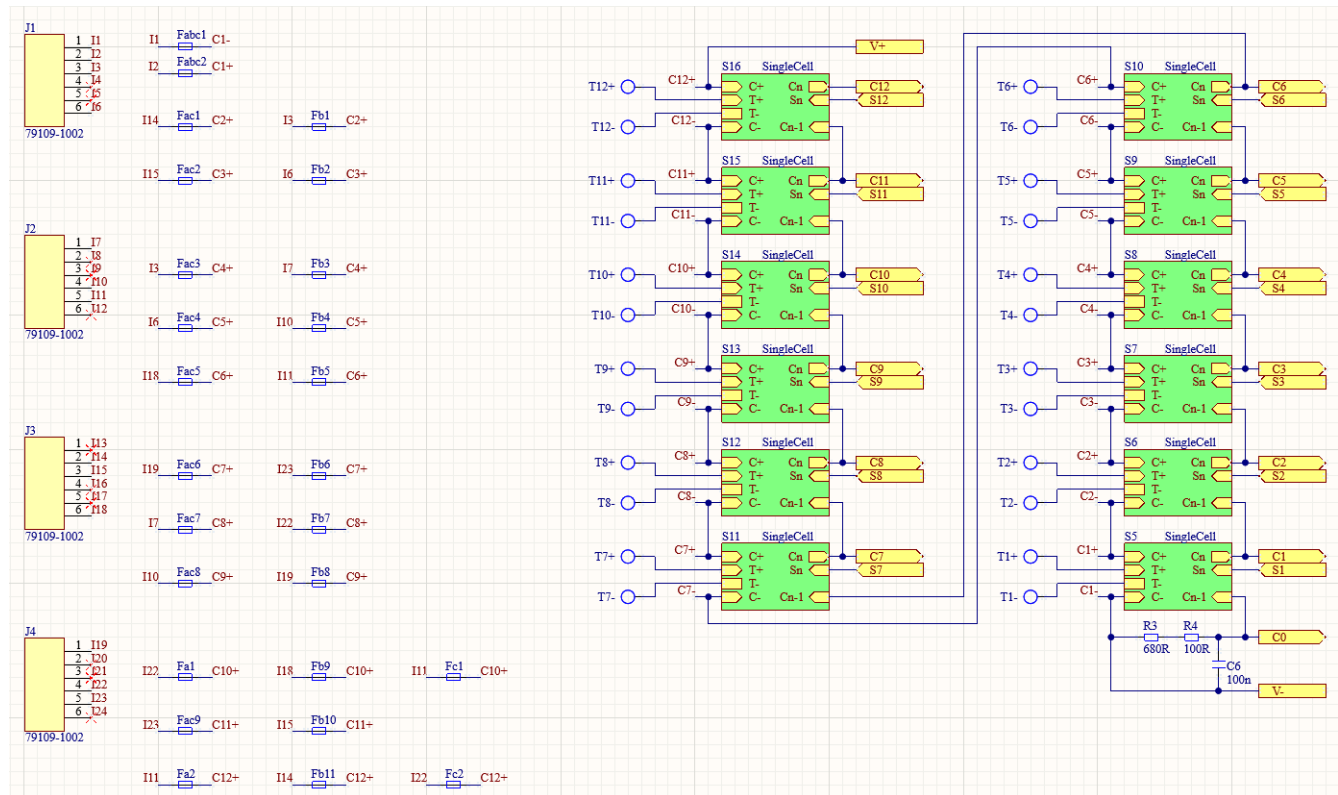 J1
1 I1
2 I2
3 I3
4 I4
5 I5
6 I6
79109-1002
J2
1 I7
2 I8
3 I9
4 I10
5 I11
6 I12
79109-1002
J3
1 I13
2 I14
3 I15
4 I16
5 I17
6 I18
79109-1002
J4
1 I19
2 I20
3 I21
4 I22
5 I23
6 I24
79109-1002
I1 Fabc1 C1-
I2 Fabc2 C1+
I14 Fac1 C2+
I3 Fb1 C2+
I15 Fac2 C3+
I6 Fb2 C3+
I3 Fac3 C4+
I7 Fb3 C4+
I6 Fac4 C5+
I10 Fb4 C5+
I18 Fac5 C6+
I11 Fb5 C6+
I19 Fac6 C7+
I23 Fb6 C7+
I7 Fac7 C8+
I22 Fb7 C8+
I10 Fac8 C9+
I19 Fb8 C9+
I22 Fa1 C10+
I18 Fb9 C10+
I11 Fc1 C10+
I23 Fac9 C11+
I15 Fb10 C11+
I11 Fa2 C12+
I14 Fb11 C12+
I22 Fc2 C12+
V+
S16 SingleCell
T12+ C12+ C+ Cn C12
T+ Sn S12
T-
T12- C12- C- Cn-1
S15 SingleCell
T11+ C11+ C+ Cn C11
T+ Sn S11
T-
T11- C11- C- Cn-1
S14 SingleCell
T10+ C10+ C+ Cn C10
T+ Sn S10
T-
T10- C10- C- Cn-1
S13 SingleCell
T9+ C9+ C+ Cn C9
T+ Sn S9
T-
T9- C9- C- Cn-1
S12 SingleCell
T8+ C8+ C+ Cn C8
T+ Sn S8
T-
T8- C8- C- Cn-1
S11 SingleCell
T7+ C7+ C+ Cn C7
T+ Sn S7
T-
T7- C7- C- Cn-1
S10 SingleCell
T6+ C6+ C+ Cn C6
T+ Sn S6
T-
T6- C6- C- Cn-1
S9 SingleCell
T5+ C5+ C+ Cn C5
T+ Sn S5
T-
T5- C5- C- Cn-1
S8 SingleCell
T4+ C4+ C+ Cn C4
T+ Sn S4
T-
T4- C4- C- Cn-1
S7 SingleCell
T3+ C3+ C+ Cn C3
T+ Sn S3
T-
T3- C3- C- Cn-1
S6 SingleCell
T2+ C2+ C+ Cn C2
T+ Sn S2
T-
T2- C2- C- Cn-1
S5 SingleCell
T1+ C1+ C+ Cn C1
T+ Sn S1
T-
T1- C1- C- Cn-1
R3 R4
680R 100R
C0
C6
100n
V-